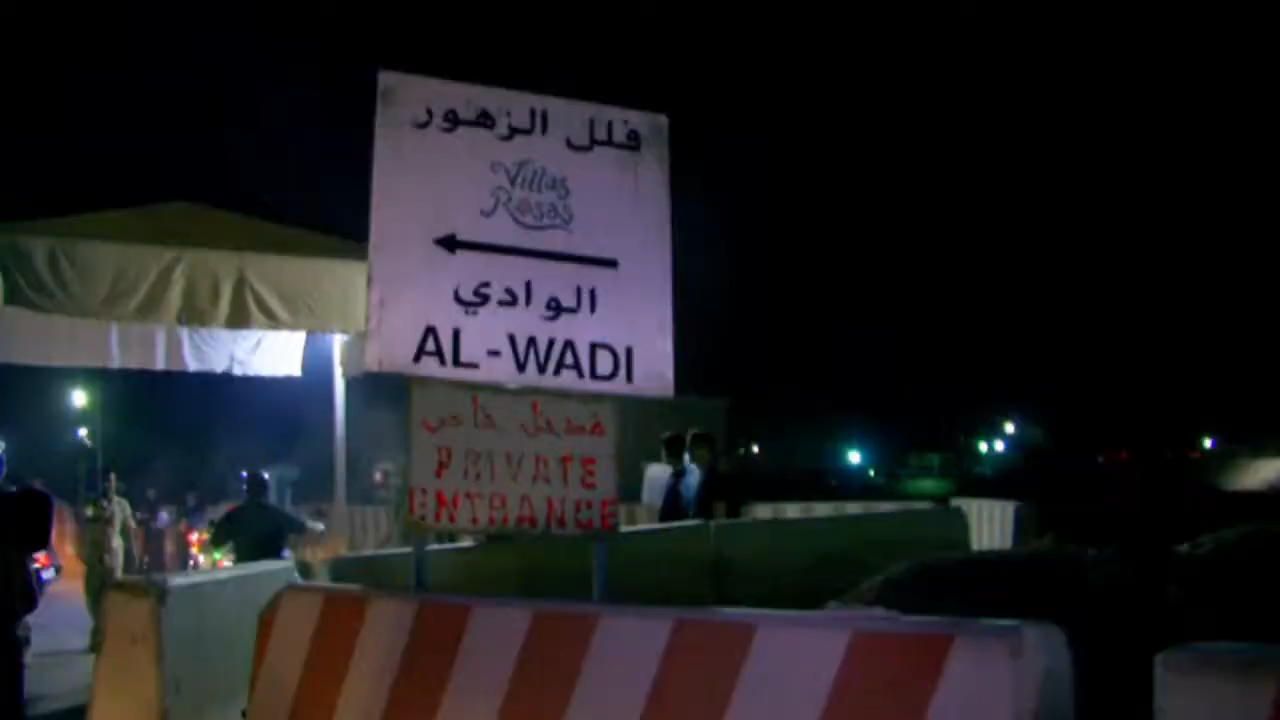 فلل الزهور
Villas
Rosas
الوادي
AL-WADI
مدخل خاص
PRIVATE
ENTRANCE